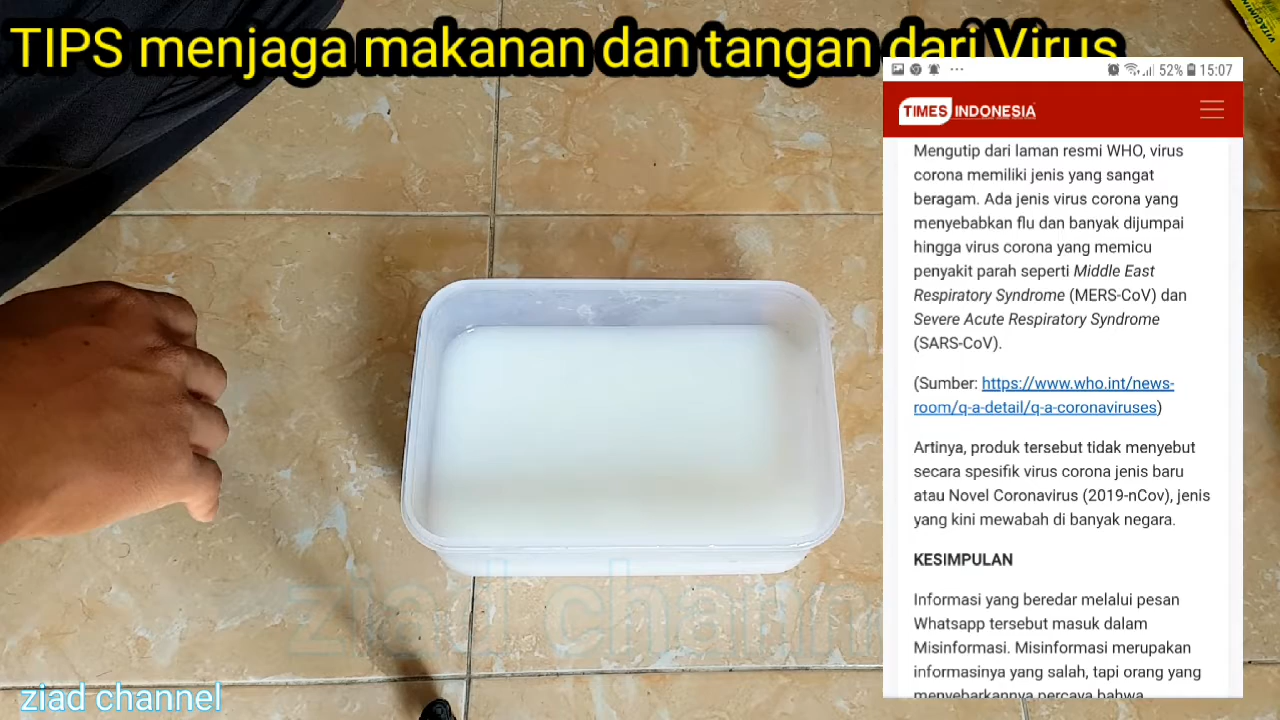 TIPS menjaga makanan dan tangan dari Virus
52% 15:07
TIMES INDONESIA
Mengutip dari laman resmi WHO, virus
corona memiliki jenis yang sangat
beragam. Ada jenis virus corona yang
menyebabkan flu dan banyak dijumpai
hingga virus corona yang memicu
penyakit parah seperti Middle East
Respiratory Syndrome (MERS-CoV) dan
Severe Acute Respiratory Syndrome
(SARS-CoV).
(Sumber: https://www.who.int/news-
room/q-a-detail/q-a-coronaviruses)
Artinya, produk tersebut tidak menyebut
secara spesifik virus corona jenis baru
atau Novel Coronavirus (2019-nCov), jenis
yang kini mewabah di banyak negara.
KESIMPULAN
Informasi yang beredar melalui pesan
Whatsapp tersebut masuk dalam
Misinformasi. Misinformasi merupakan
informasinya yang salah, tapi orang yang
menyebarkannya percaya bahwa
ziad chann
ziad channel